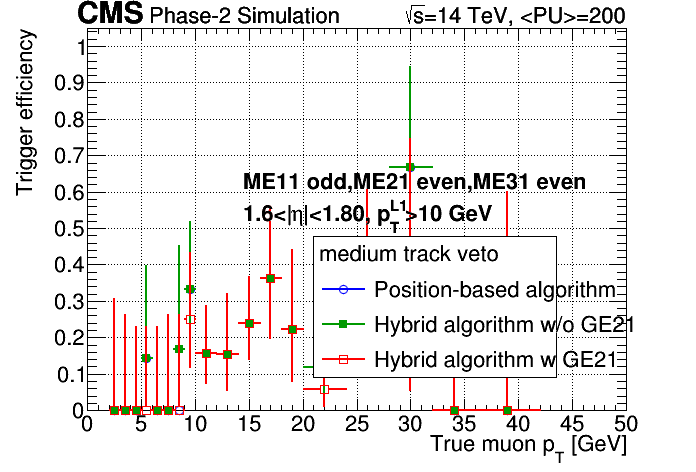 CMS Phase-2 Simulation √s=14 TeV, <PU>=200
Trigger efficiency
1
0.9
0.8
0.7
0.6
0.5
0.4
0.3
0.2
0.1
0
ME11 odd,ME21 even,ME31 even
1.6<|η|<1.80, p_T^L1>10 GeV
medium track veto
Position-based algorithm
Hybrid algorithm w/o GE21
Hybrid algorithm w GE21
0 5 10 15 20 25 30 35 40 45 50
True muon p_T [GeV]